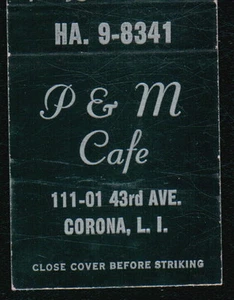 HA. 9-8341
P & M
Cafe
111-01 43rd AVE.
CORONA, L. I.
CLOSE COVER BEFORE STRIKING